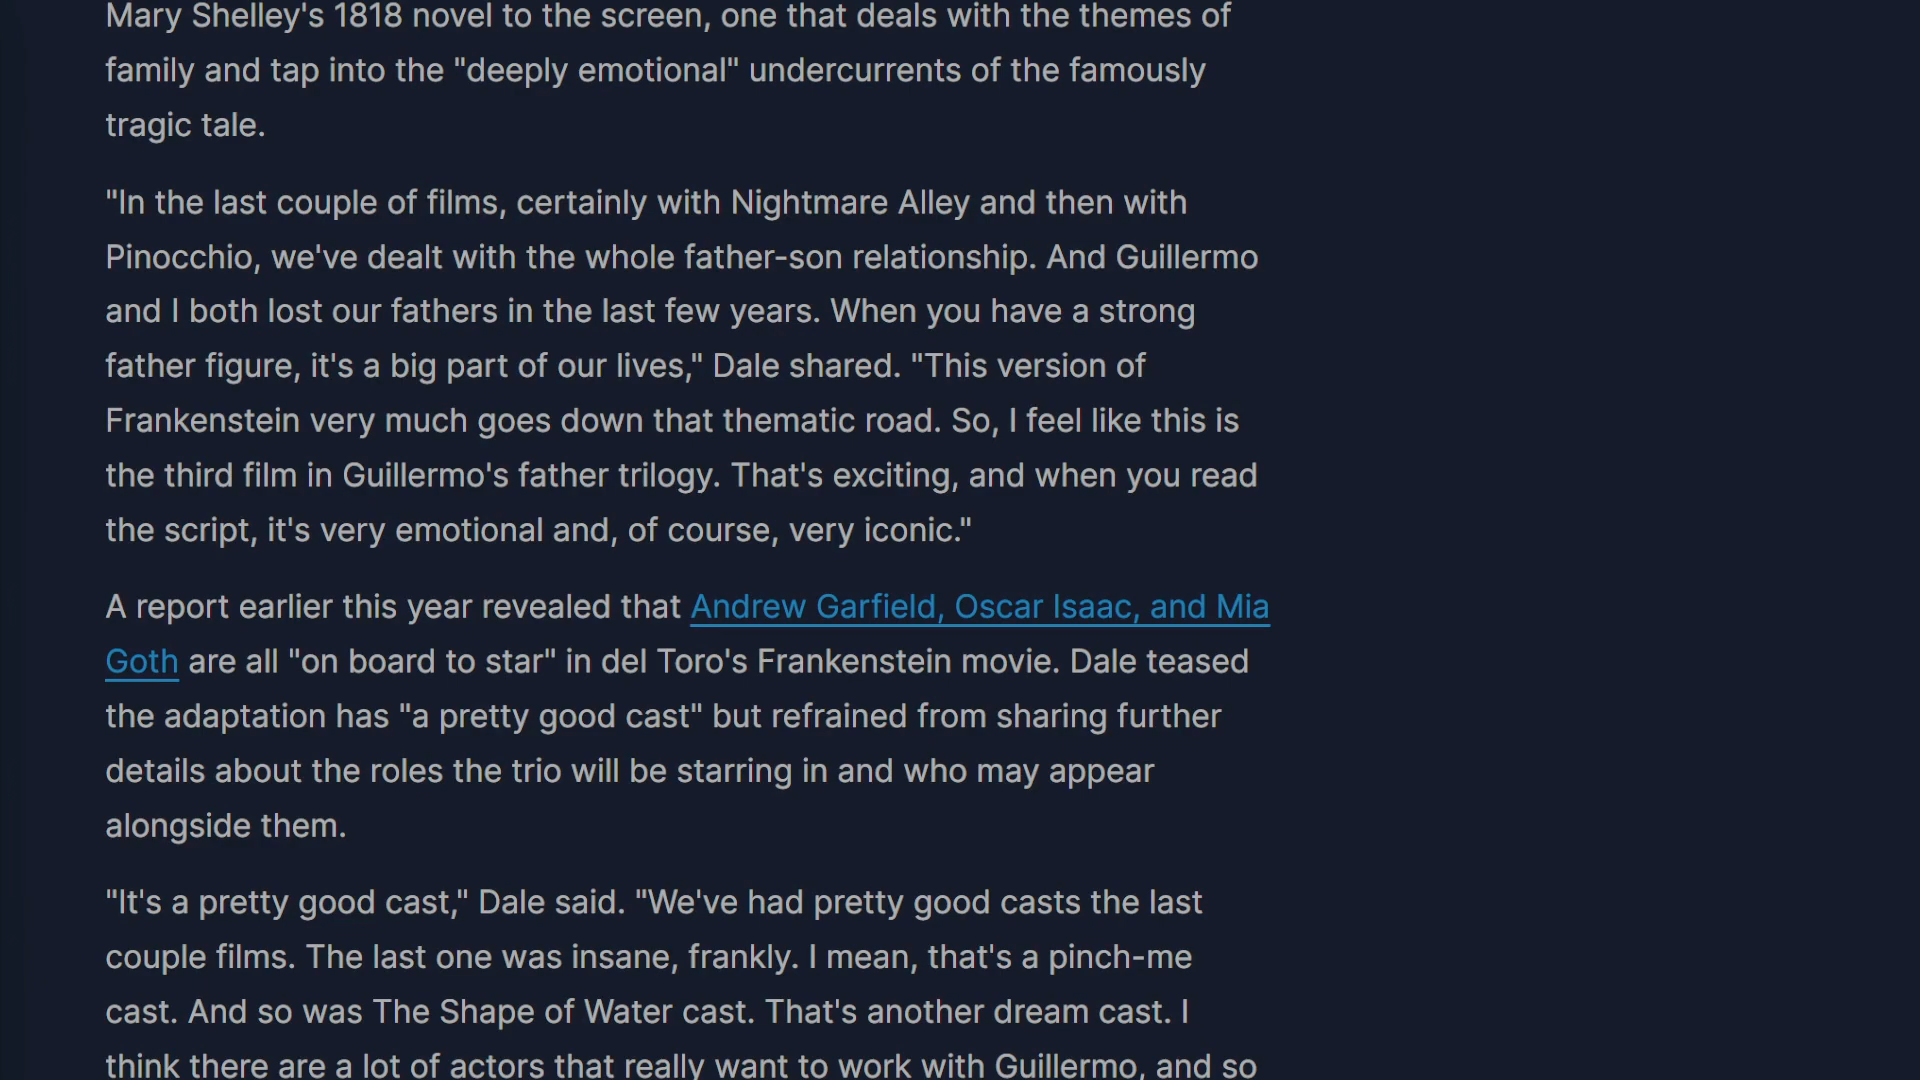 Mary Shelley's 1818 novel to the screen, one that deals with the themes of
family and tap into the "deeply emotional" undercurrents of the famously
tragic tale.
"In the last couple of films, certainly with Nightmare Alley and then with
Pinocchio, we've dealt with the whole father-son relationship. And Guillermo
and I both lost our fathers in the last few years. When you have a strong
father figure, it's a big part of our lives," Dale shared. "This version of
Frankenstein very much goes down that thematic road. So, I feel like this is
the third film in Guillermo's father trilogy. That's exciting, and when you read
the script, it's very emotional and, of course, very iconic."
A report earlier this year revealed that Andrew Garfield, Oscar Isaac, and Mia
Goth are all "on board to star" in del Toro's Frankenstein movie. Dale teased
the adaptation has "a pretty good cast" but refrained from sharing further
details about the roles the trio will be starring in and who may appear
alongside them.
"It's a pretty good cast," Dale said. "We've had pretty good casts the last
couple films. The last one was insane, frankly. I mean, that's a pinch-me
cast. And so was The Shape of Water cast. That's another dream cast. I
think there are a lot of actors that really want to work with Guillermo, and so